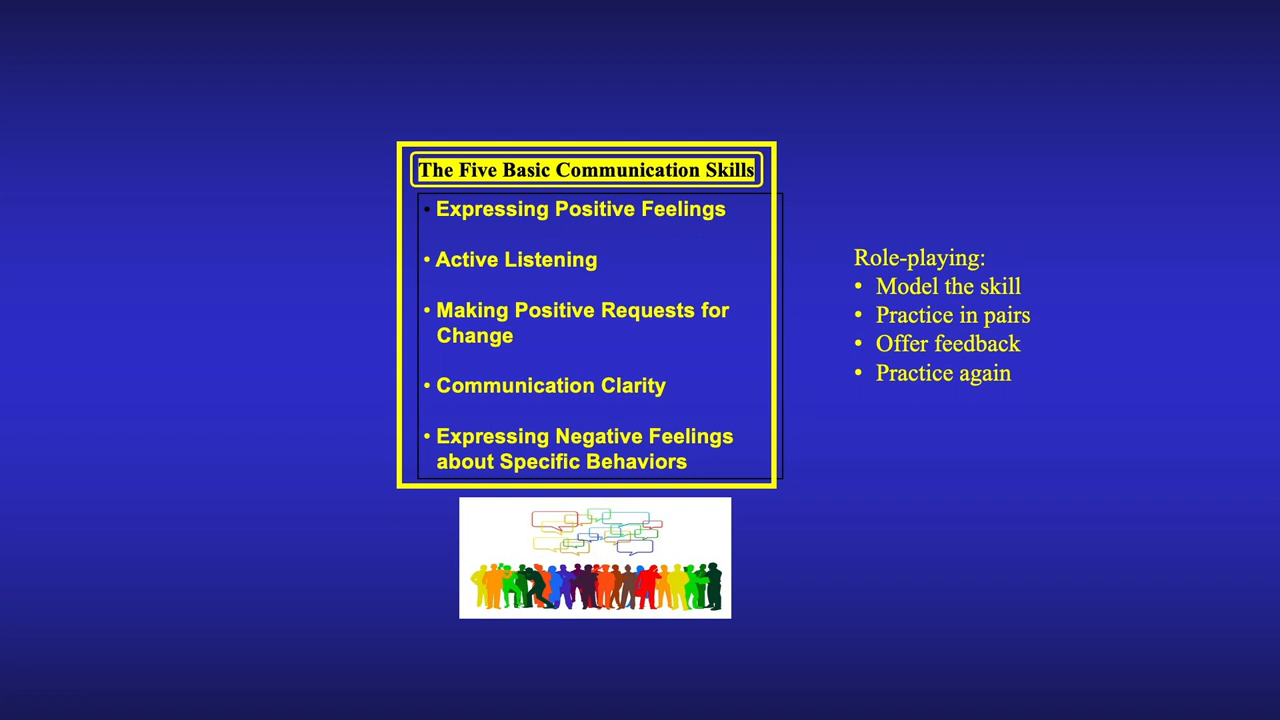 The Five Basic Communication Skills
• Expressing Positive Feelings
• Active Listening
• Making Positive Requests for
Change
• Communication Clarity
• Expressing Negative Feelings
about Specific Behaviors
Role-playing:
• Model the skill
• Practice in pairs
• Offer feedback
• Practice again